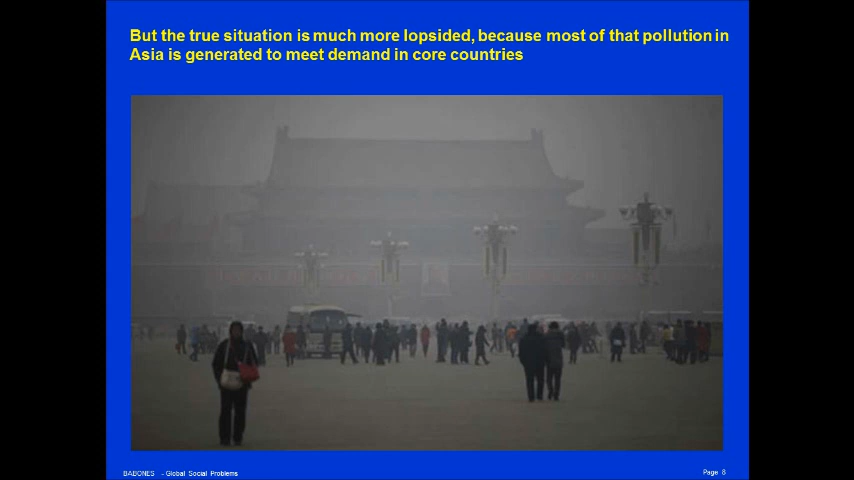 But the true situation is much more lopsided, because most of that pollution in
Asia is generated to meet demand in core countries
BABONES - Global Social Problems
Page 8